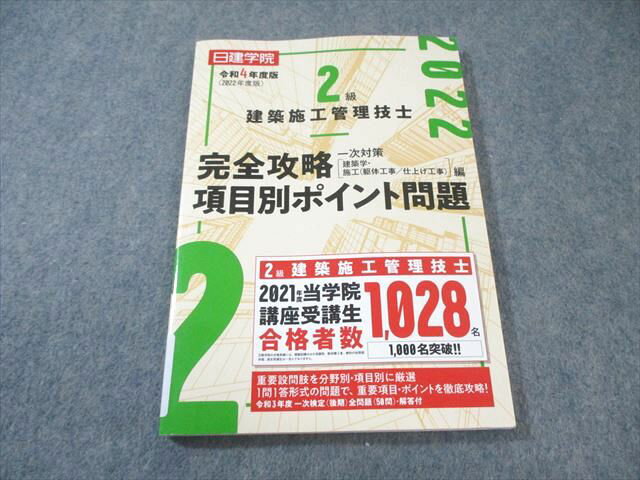 日建学院
令和4年度版
(2022年度版)
2022
2級
建築施工管理技士
完全攻略
一次対策
建築学・
施工(躯体工事/仕上げ工事)
編
項目別ポイント問題
2
2級 建築施工管理技士
2021年度当学院
講座受講生
合格者数
1,028名
1,000名突破!!
重要設問肢を分野別・項目別に厳選
1問1答形式の問題で、重要項目・ポイントを徹底攻略!
令和3年度 一次検定(後期)全問題(50問)・解答付